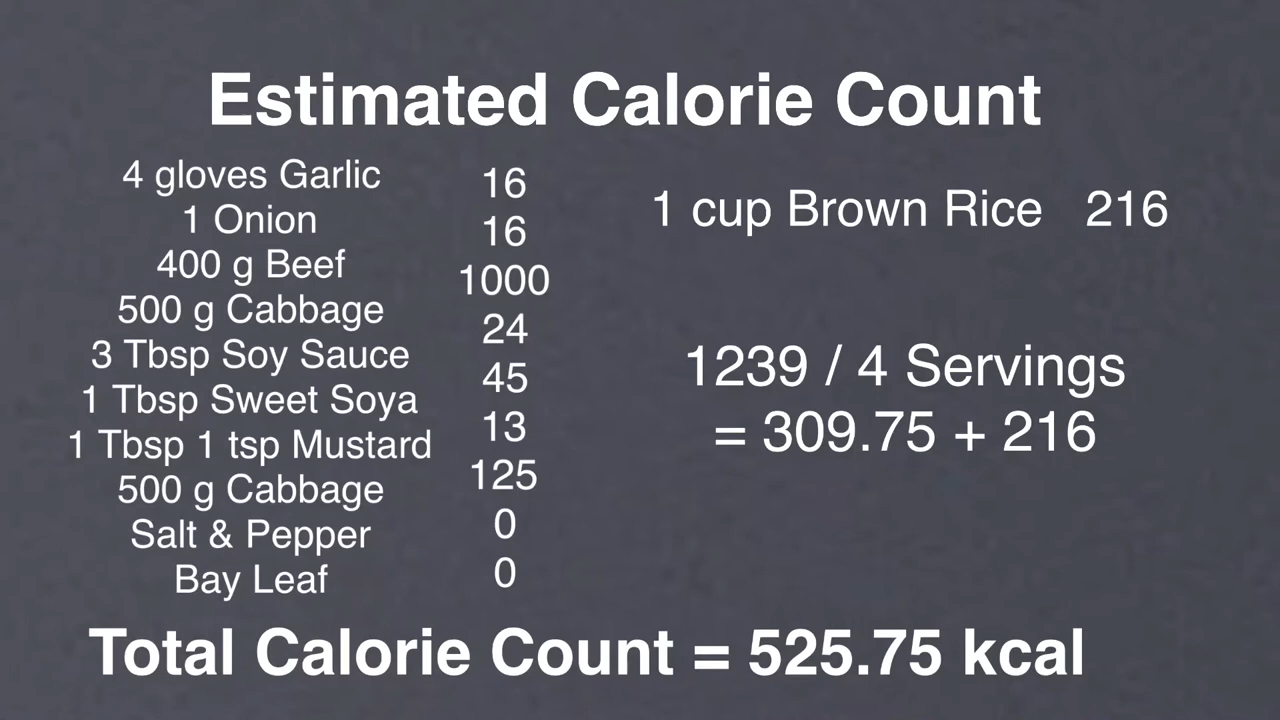 Estimated Calorie Count
4 gloves Garlic
1 Onion
400 g Beef
500 g Cabbage
3 Tbsp Soy Sauce
1 Tbsp Sweet Soya
1 Tbsp 1 tsp Mustard
500 g Cabbage
Salt & Pepper
Bay Leaf
16
16
1000
24
45
13
125
0
0
1 cup Brown Rice 216
1239 / 4 Servings
= 309.75 + 216
Total Calorie Count = 525.75 kcal